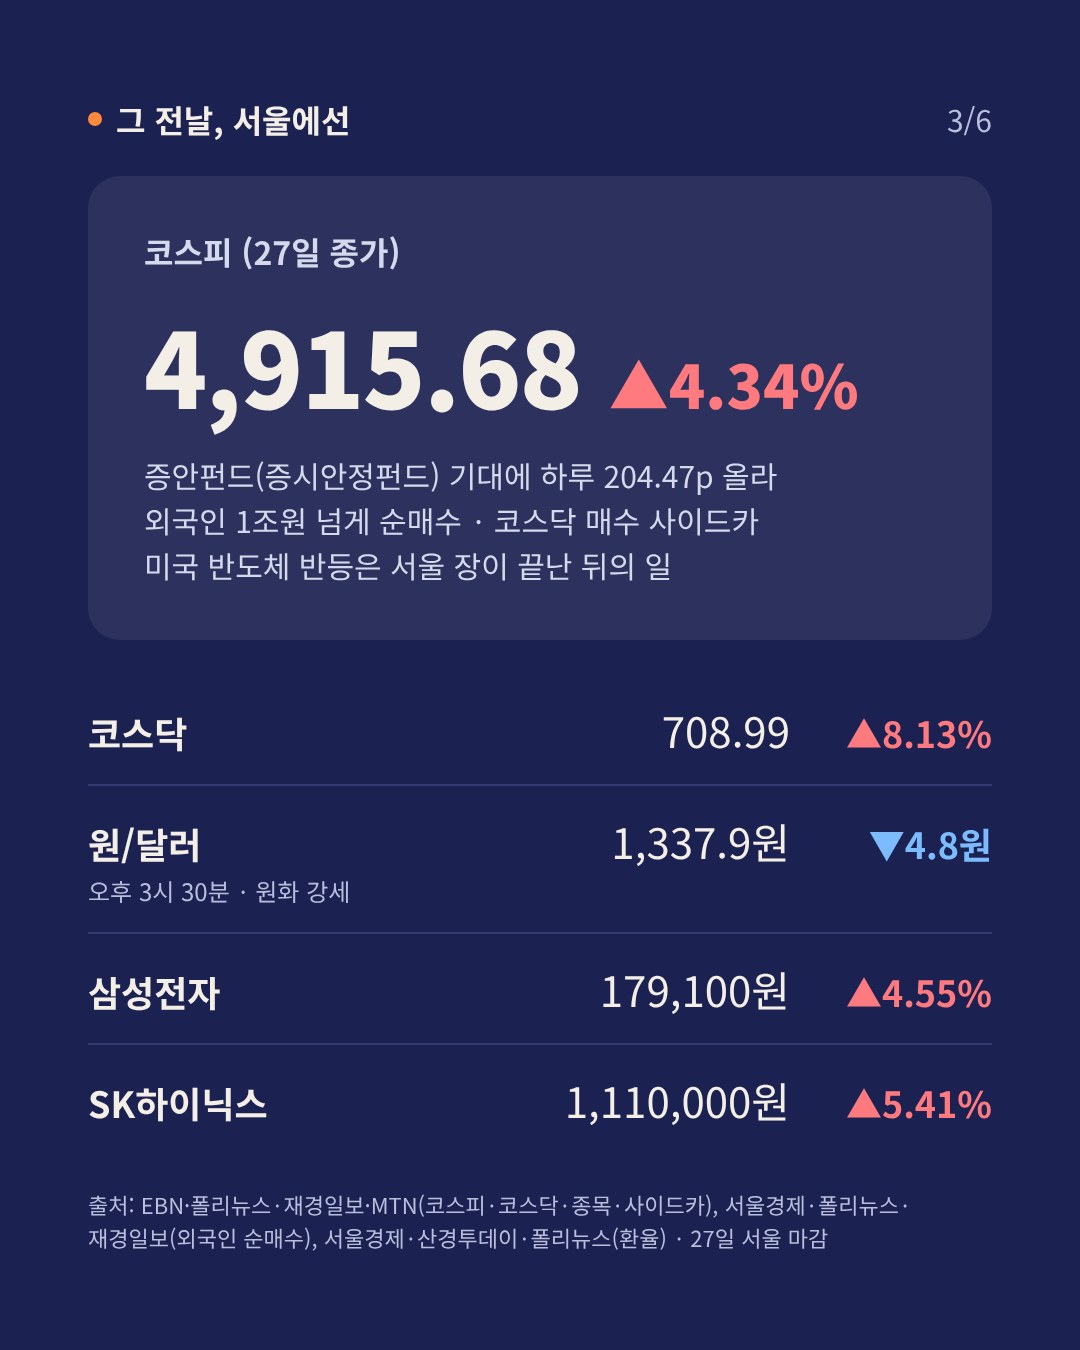 그 전날, 서울에선
3/6
코스피 (27일 종가)
4,915.68 ▲4.34%
증안펀드(증시안정펀드) 기대에 하루 204.47p 올라
외국인 1조원 넘게 순매수 · 코스닥 매수 사이드카
미국 반도체 반등은 서울 장이 끝난 뒤의 일
코스닥 708.99 ▲8.13%
원/달러 1,337.9원 ▼4.8원
오후 3시 30분 · 원화 강세
삼성전자 179,100원 ▲4.55%
SK하이닉스 1,110,000원 ▲5.41%
출처: EBN·폴리뉴스·재경일보·MTN(코스피·코스닥·종목·사이드카), 서울경제·폴리뉴스·
재경일보(외국인 순매수), 서울경제·산경투데이·폴리뉴스(환율) · 27일 서울 마감